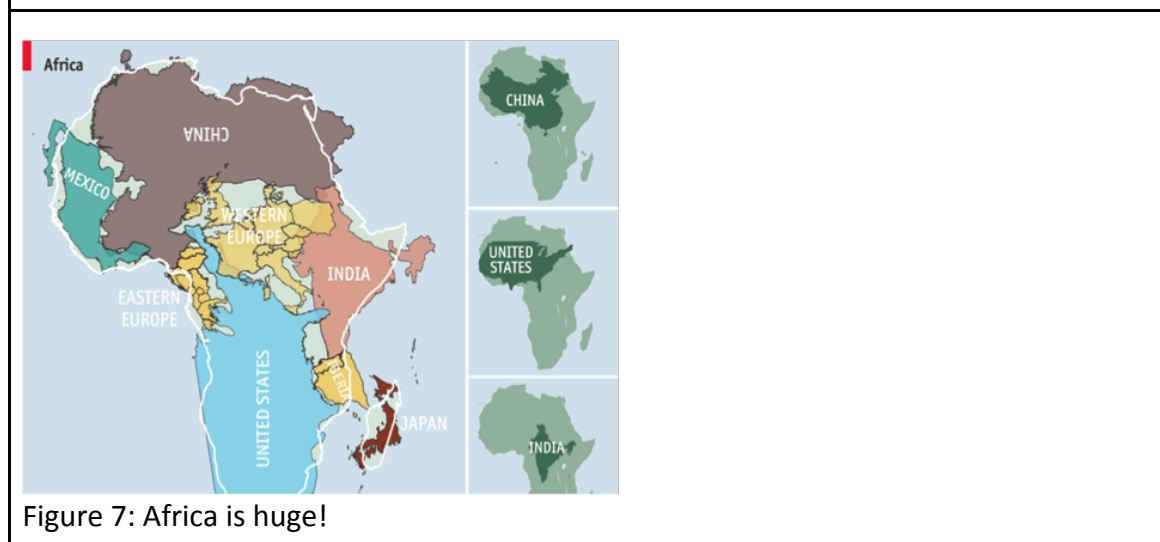 Africa
CHINA
MEXICO
WESTERN
EUROPE
INDIA
EASTERN
EUROPE
UNITED STATES
IBERIA
JAPAN
CHINA
UNITED
STATES
INDIA
Figure 7: Africa is huge!